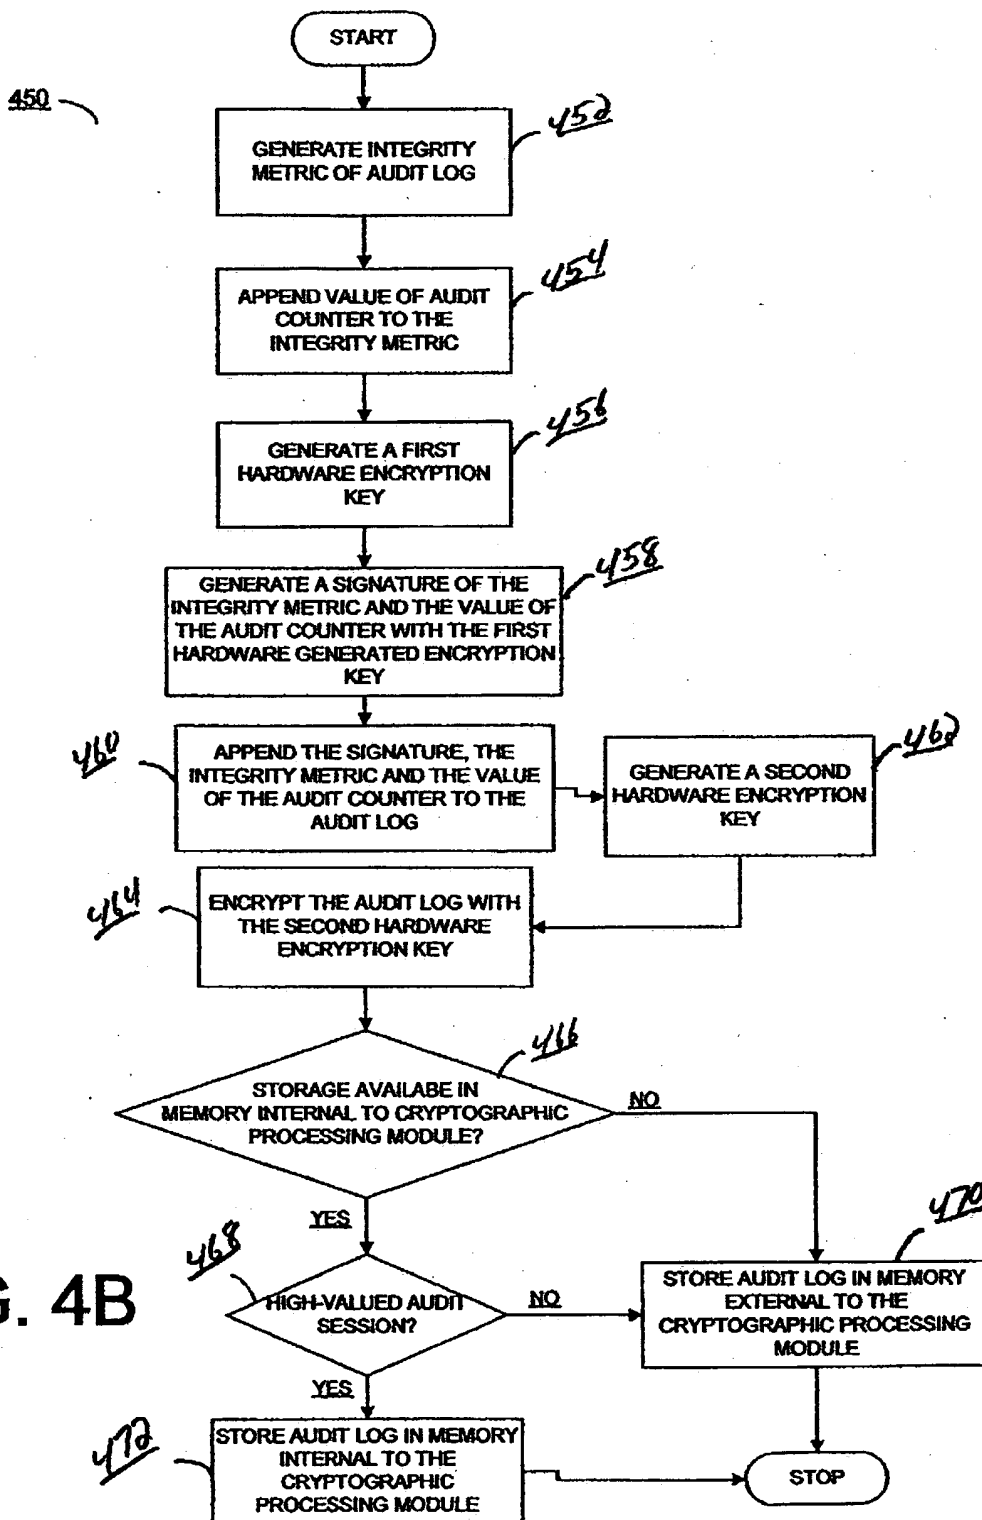 START
450
452
GENERATE INTEGRITY
METRIC OF AUDIT LOG
454
APPEND VALUE OF AUDIT
COUNTER TO THE
INTEGRITY METRIC
456
GENERATE A FIRST
HARDWARE ENCRYPTION
KEY
458
GENERATE A SIGNATURE OF THE
INTEGRITY METRIC AND THE VALUE OF
THE AUDIT COUNTER WITH THE FIRST
HARDWARE GENERATED ENCRYPTION
KEY
460
APPEND THE SIGNATURE, THE
INTEGRITY METRIC AND THE VALUE
OF THE AUDIT COUNTER TO THE
AUDIT LOG
462
GENERATE A SECOND
HARDWARE ENCRYPTION
KEY
464
ENCRYPT THE AUDIT LOG WITH
THE SECOND HARDWARE
ENCRYPTION KEY
466
STORAGE AVAILABE IN
MEMORY INTERNAL TO CRYPTOGRAPHIC
PROCESSING MODULE?
NO
YES
468
HIGH-VALUED AUDIT
SESSION?
NO
470
STORE AUDIT LOG IN MEMORY
EXTERNAL TO THE
CRYPTOGRAPHIC PROCESSING
MODULE
G. 4B
YES
472
STORE AUDIT LOG IN MEMORY
INTERNAL TO THE
CRYPTOGRAPHIC
PROCESSING MODULE
STOP